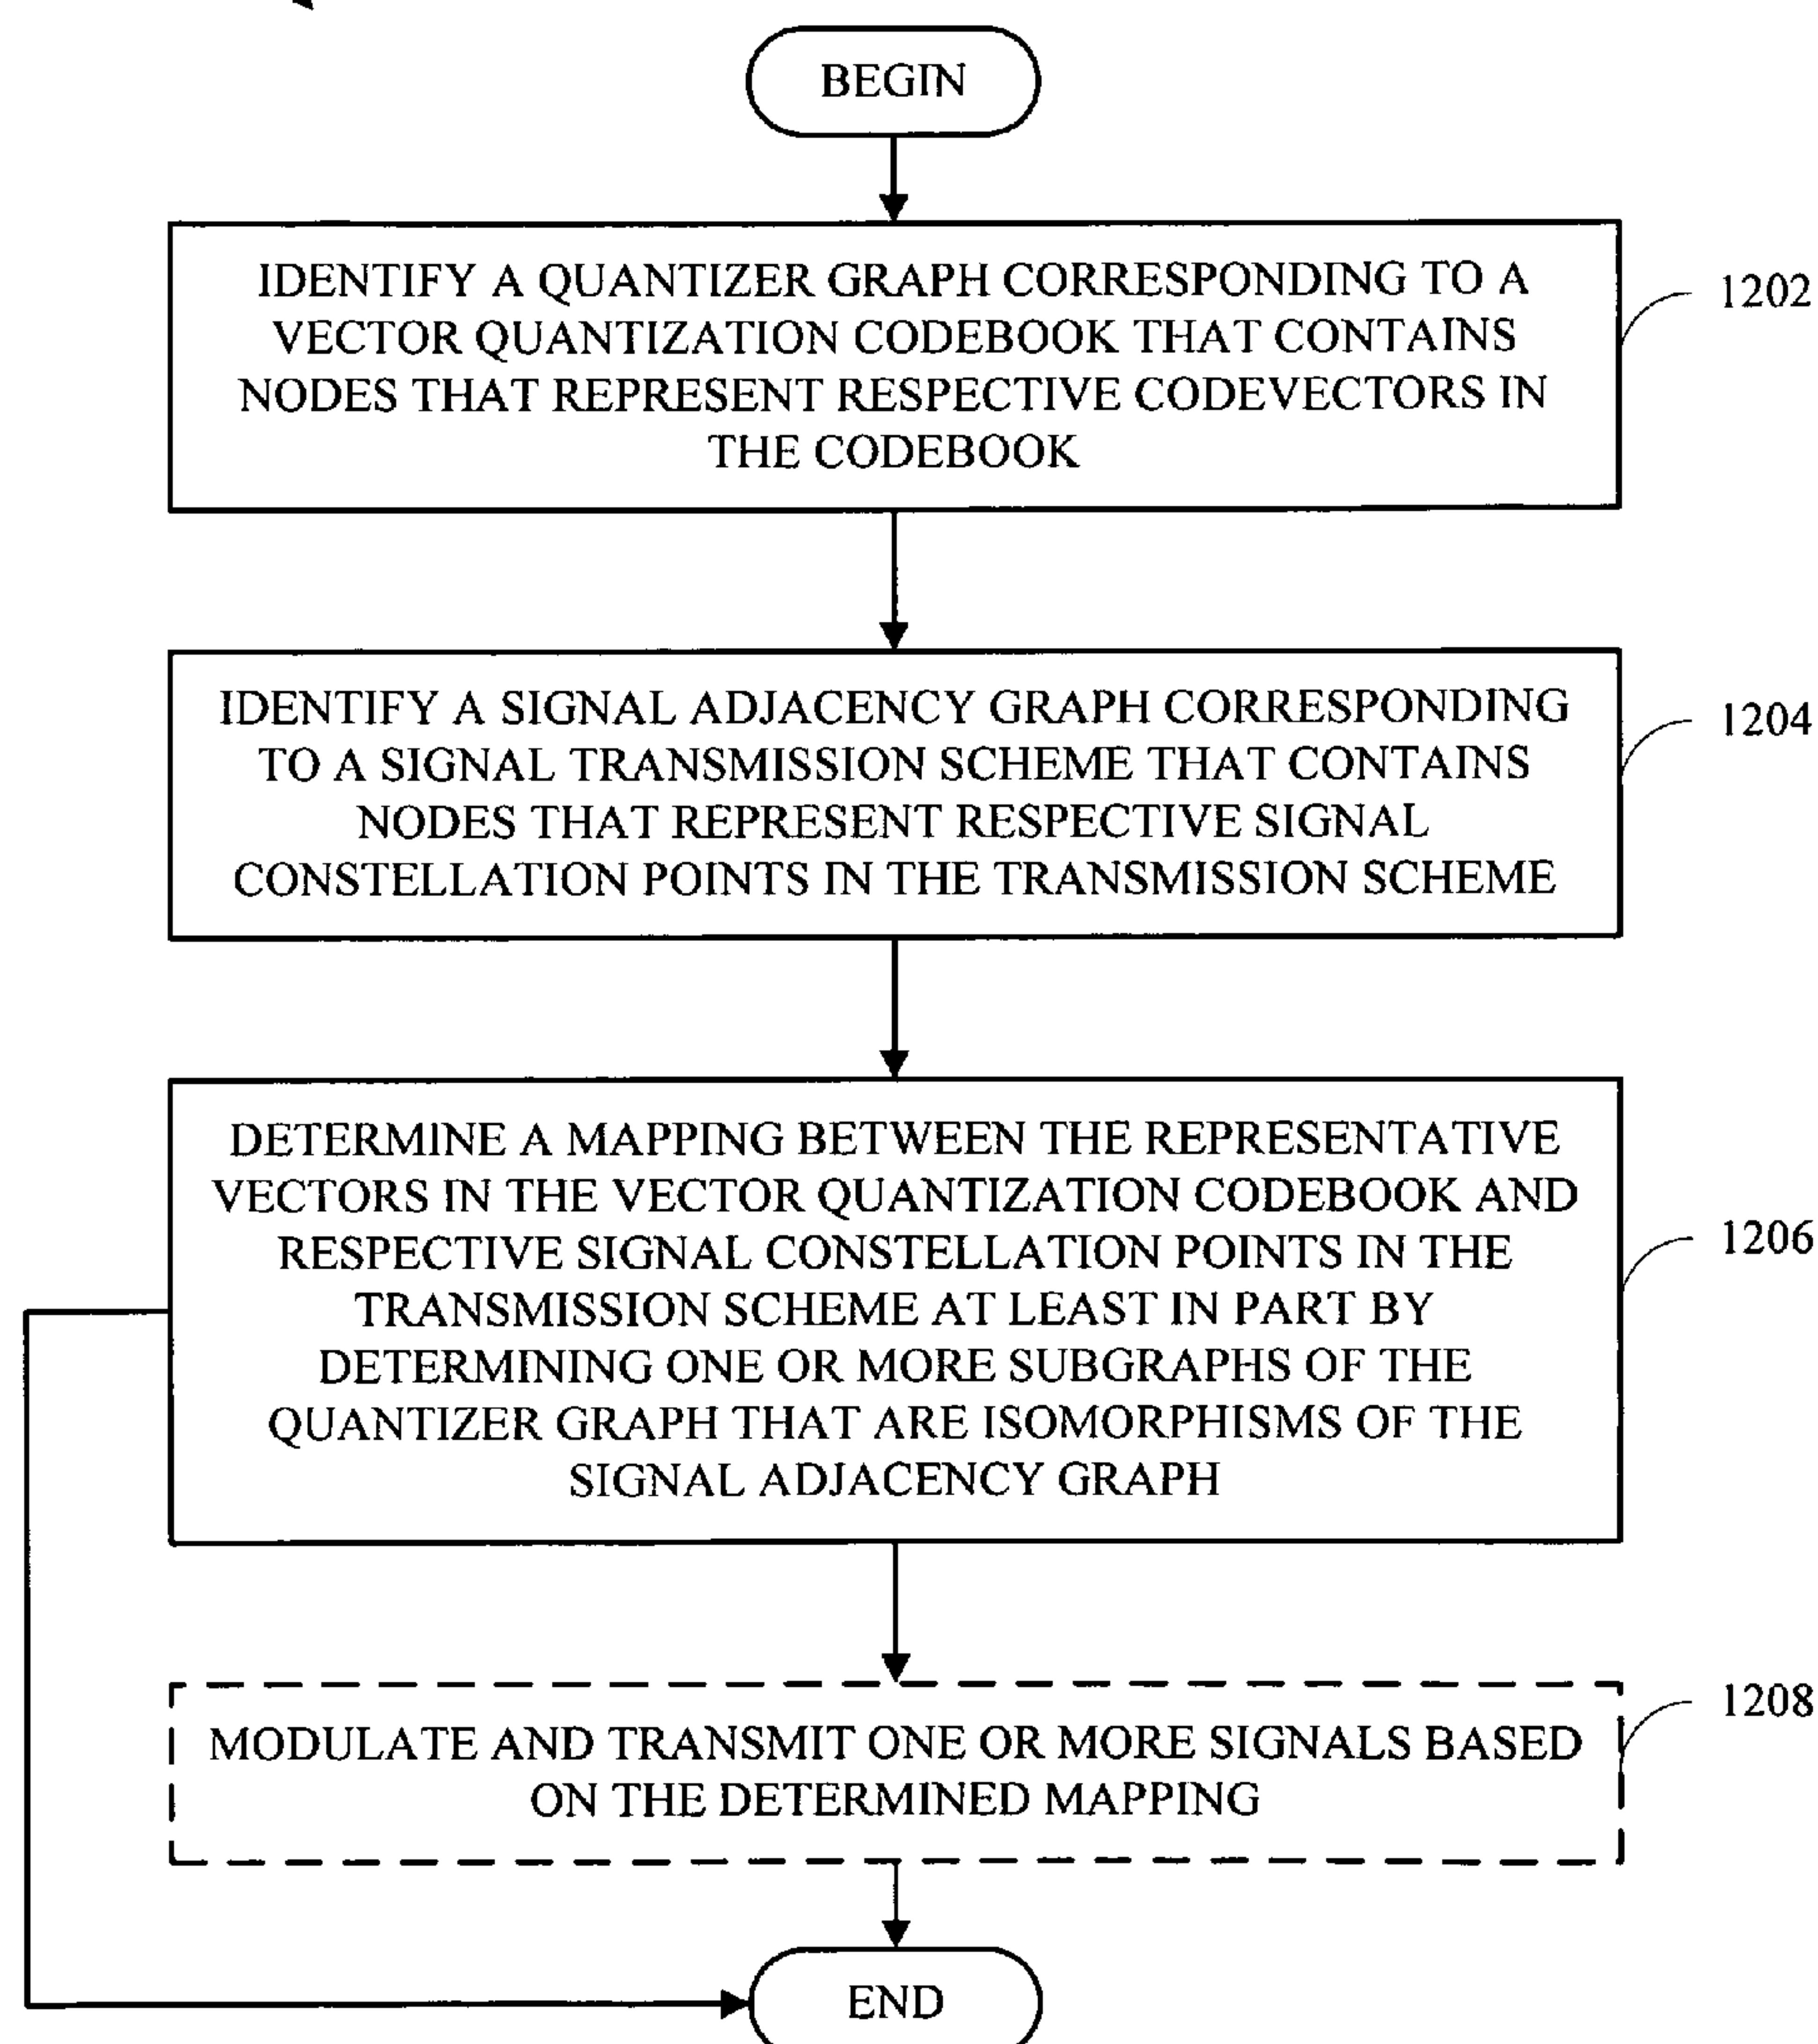 BEGIN
IDENTIFY A QUANTIZER GRAPH CORRESPONDING TO A
VECTOR QUANTIZATION CODEBOOK THAT CONTAINS
NODES THAT REPRESENT RESPECTIVE CODEVECTORS IN
THE CODEBOOK
1202
IDENTIFY A SIGNAL ADJACENCY GRAPH CORRESPONDING
TO A SIGNAL TRANSMISSION SCHEME THAT CONTAINS
NODES THAT REPRESENT RESPECTIVE SIGNAL
CONSTELLATION POINTS IN THE TRANSMISSION SCHEME
1204
DETERMINE A MAPPING BETWEEN THE REPRESENTATIVE
VECTORS IN THE VECTOR QUANTIZATION CODEBOOK AND
RESPECTIVE SIGNAL CONSTELLATION POINTS IN THE
TRANSMISSION SCHEME AT LEAST IN PART BY
DETERMINING ONE OR MORE SUBGRAPHS OF THE
QUANTIZER GRAPH THAT ARE ISOMORPHISMS OF THE
SIGNAL ADJACENCY GRAPH
1206
MODULATE AND TRANSMIT ONE OR MORE SIGNALS BASED
ON THE DETERMINED MAPPING
1208
END